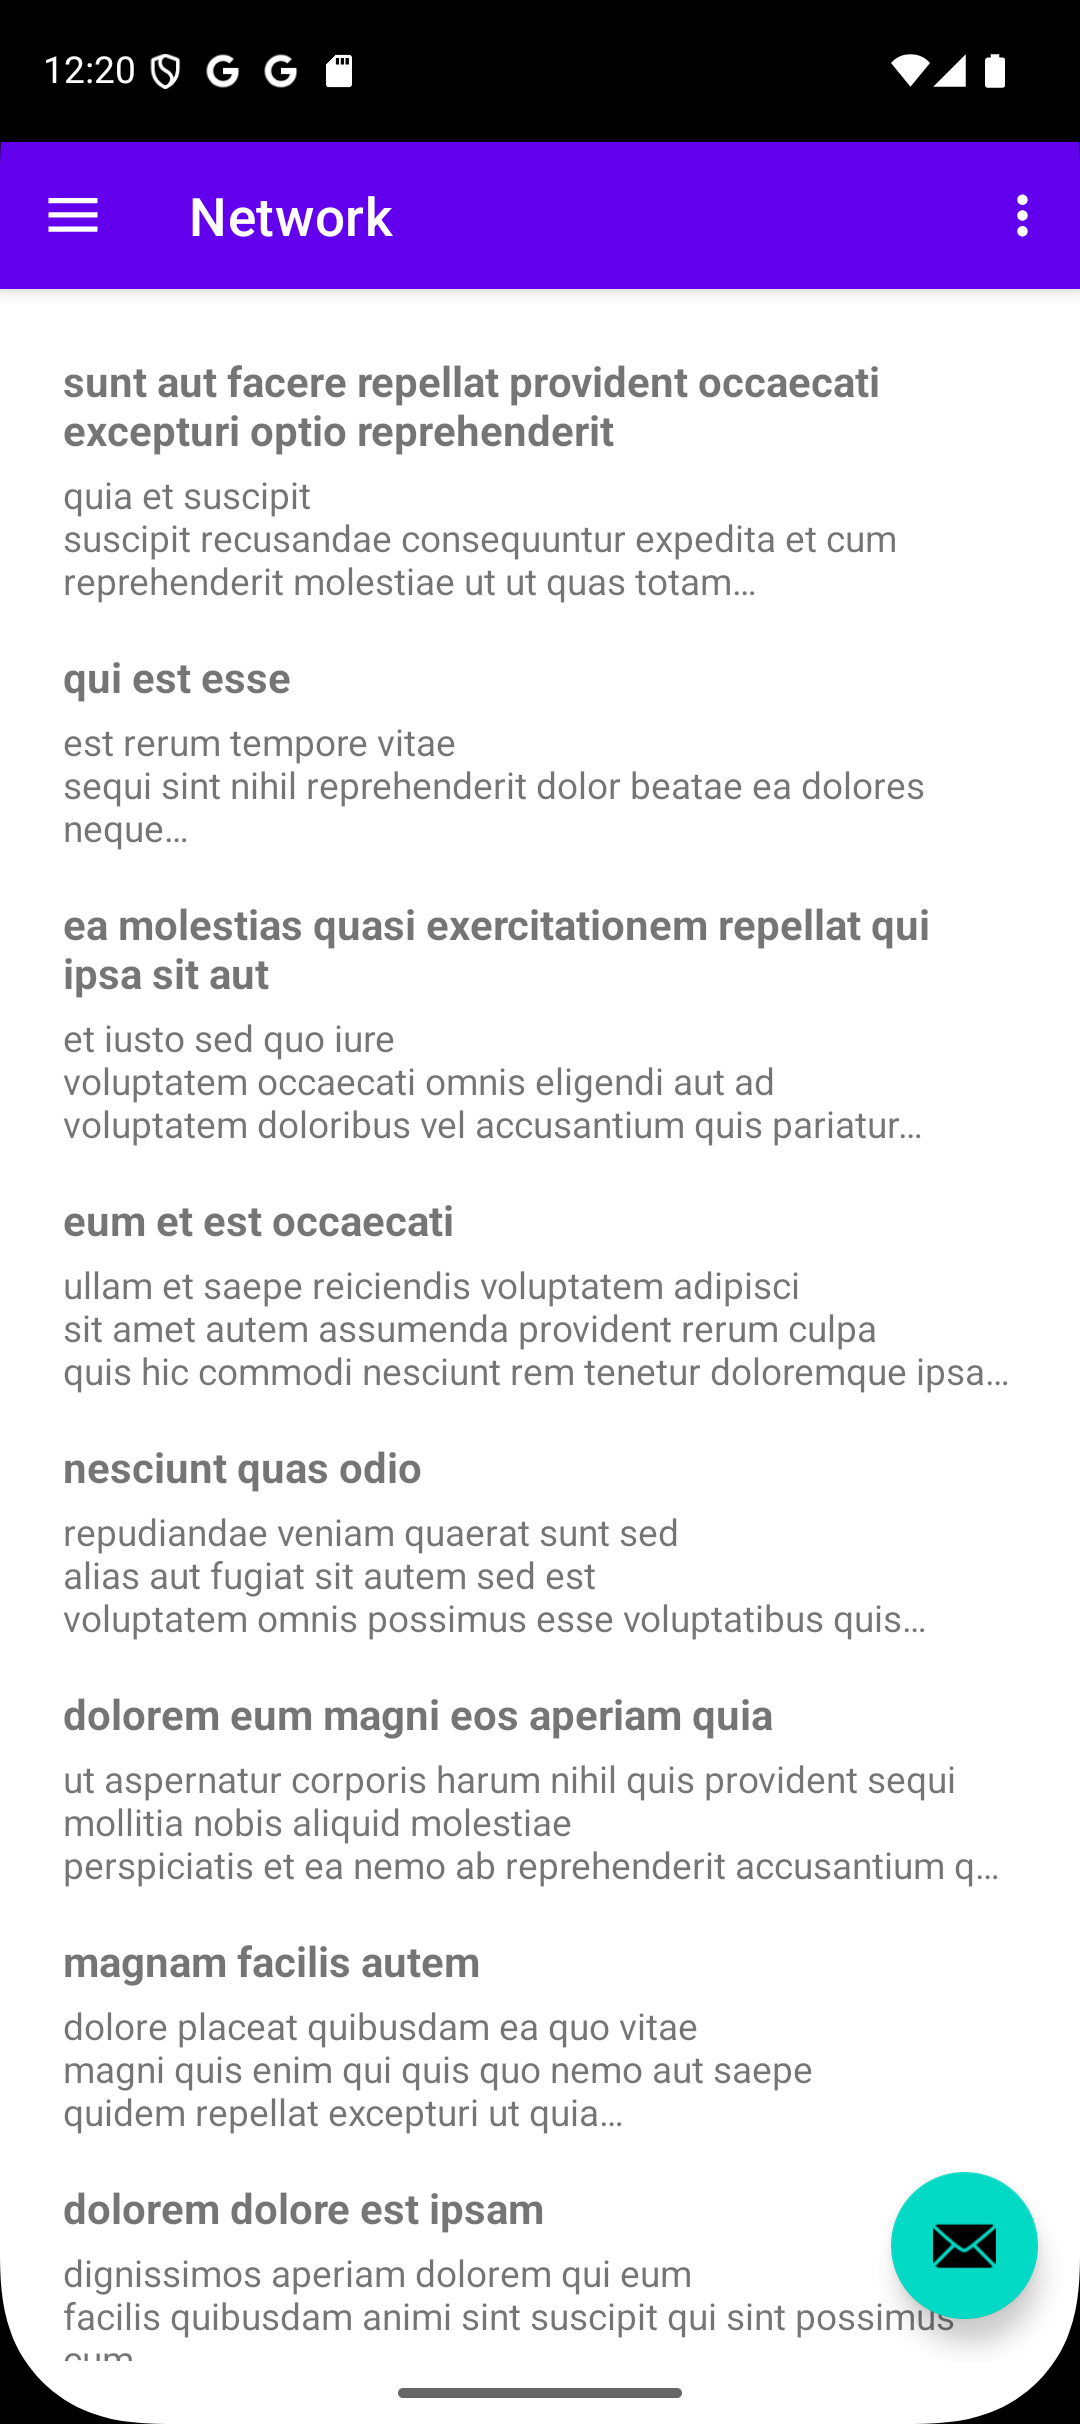 12:20
Network
sunt aut facere repellat provident occaecati
excepturi optio reprehenderit
quia et suscipit
suscipit recusandae consequuntur expedita et cum
reprehenderit molestiae ut ut quas totam…
qui est esse
est rerum tempore vitae
sequi sint nihil reprehenderit dolor beatae ea dolores
neque…
ea molestias quasi exercitationem repellat qui
ipsa sit aut
et iusto sed quo iure
voluptatem occaecati omnis eligendi aut ad
voluptatem doloribus vel accusantium quis pariatur…
eum et est occaecati
ullam et saepe reiciendis voluptatem adipisci
sit amet autem assumenda provident rerum culpa
quis hic commodi nesciunt rem tenetur doloremque ipsa…
nesciunt quas odio
repudiandae veniam quaerat sunt sed
alias aut fugiat sit autem sed est
voluptatem omnis possimus esse voluptatibus quis…
dolorem eum magni eos aperiam quia
ut aspernatur corporis harum nihil quis provident sequi
mollitia nobis aliquid molestiae
perspiciatis et ea nemo ab reprehenderit accusantium q…
magnam facilis autem
dolore placeat quibusdam ea quo vitae
magni quis enim qui quis quo nemo aut saepe
quidem repellat excepturi ut quia…
dolorem dolore est ipsam
dignissimos aperiam dolorem qui eum
facilis quibusdam animi sint suscipit qui sint possimus
cum